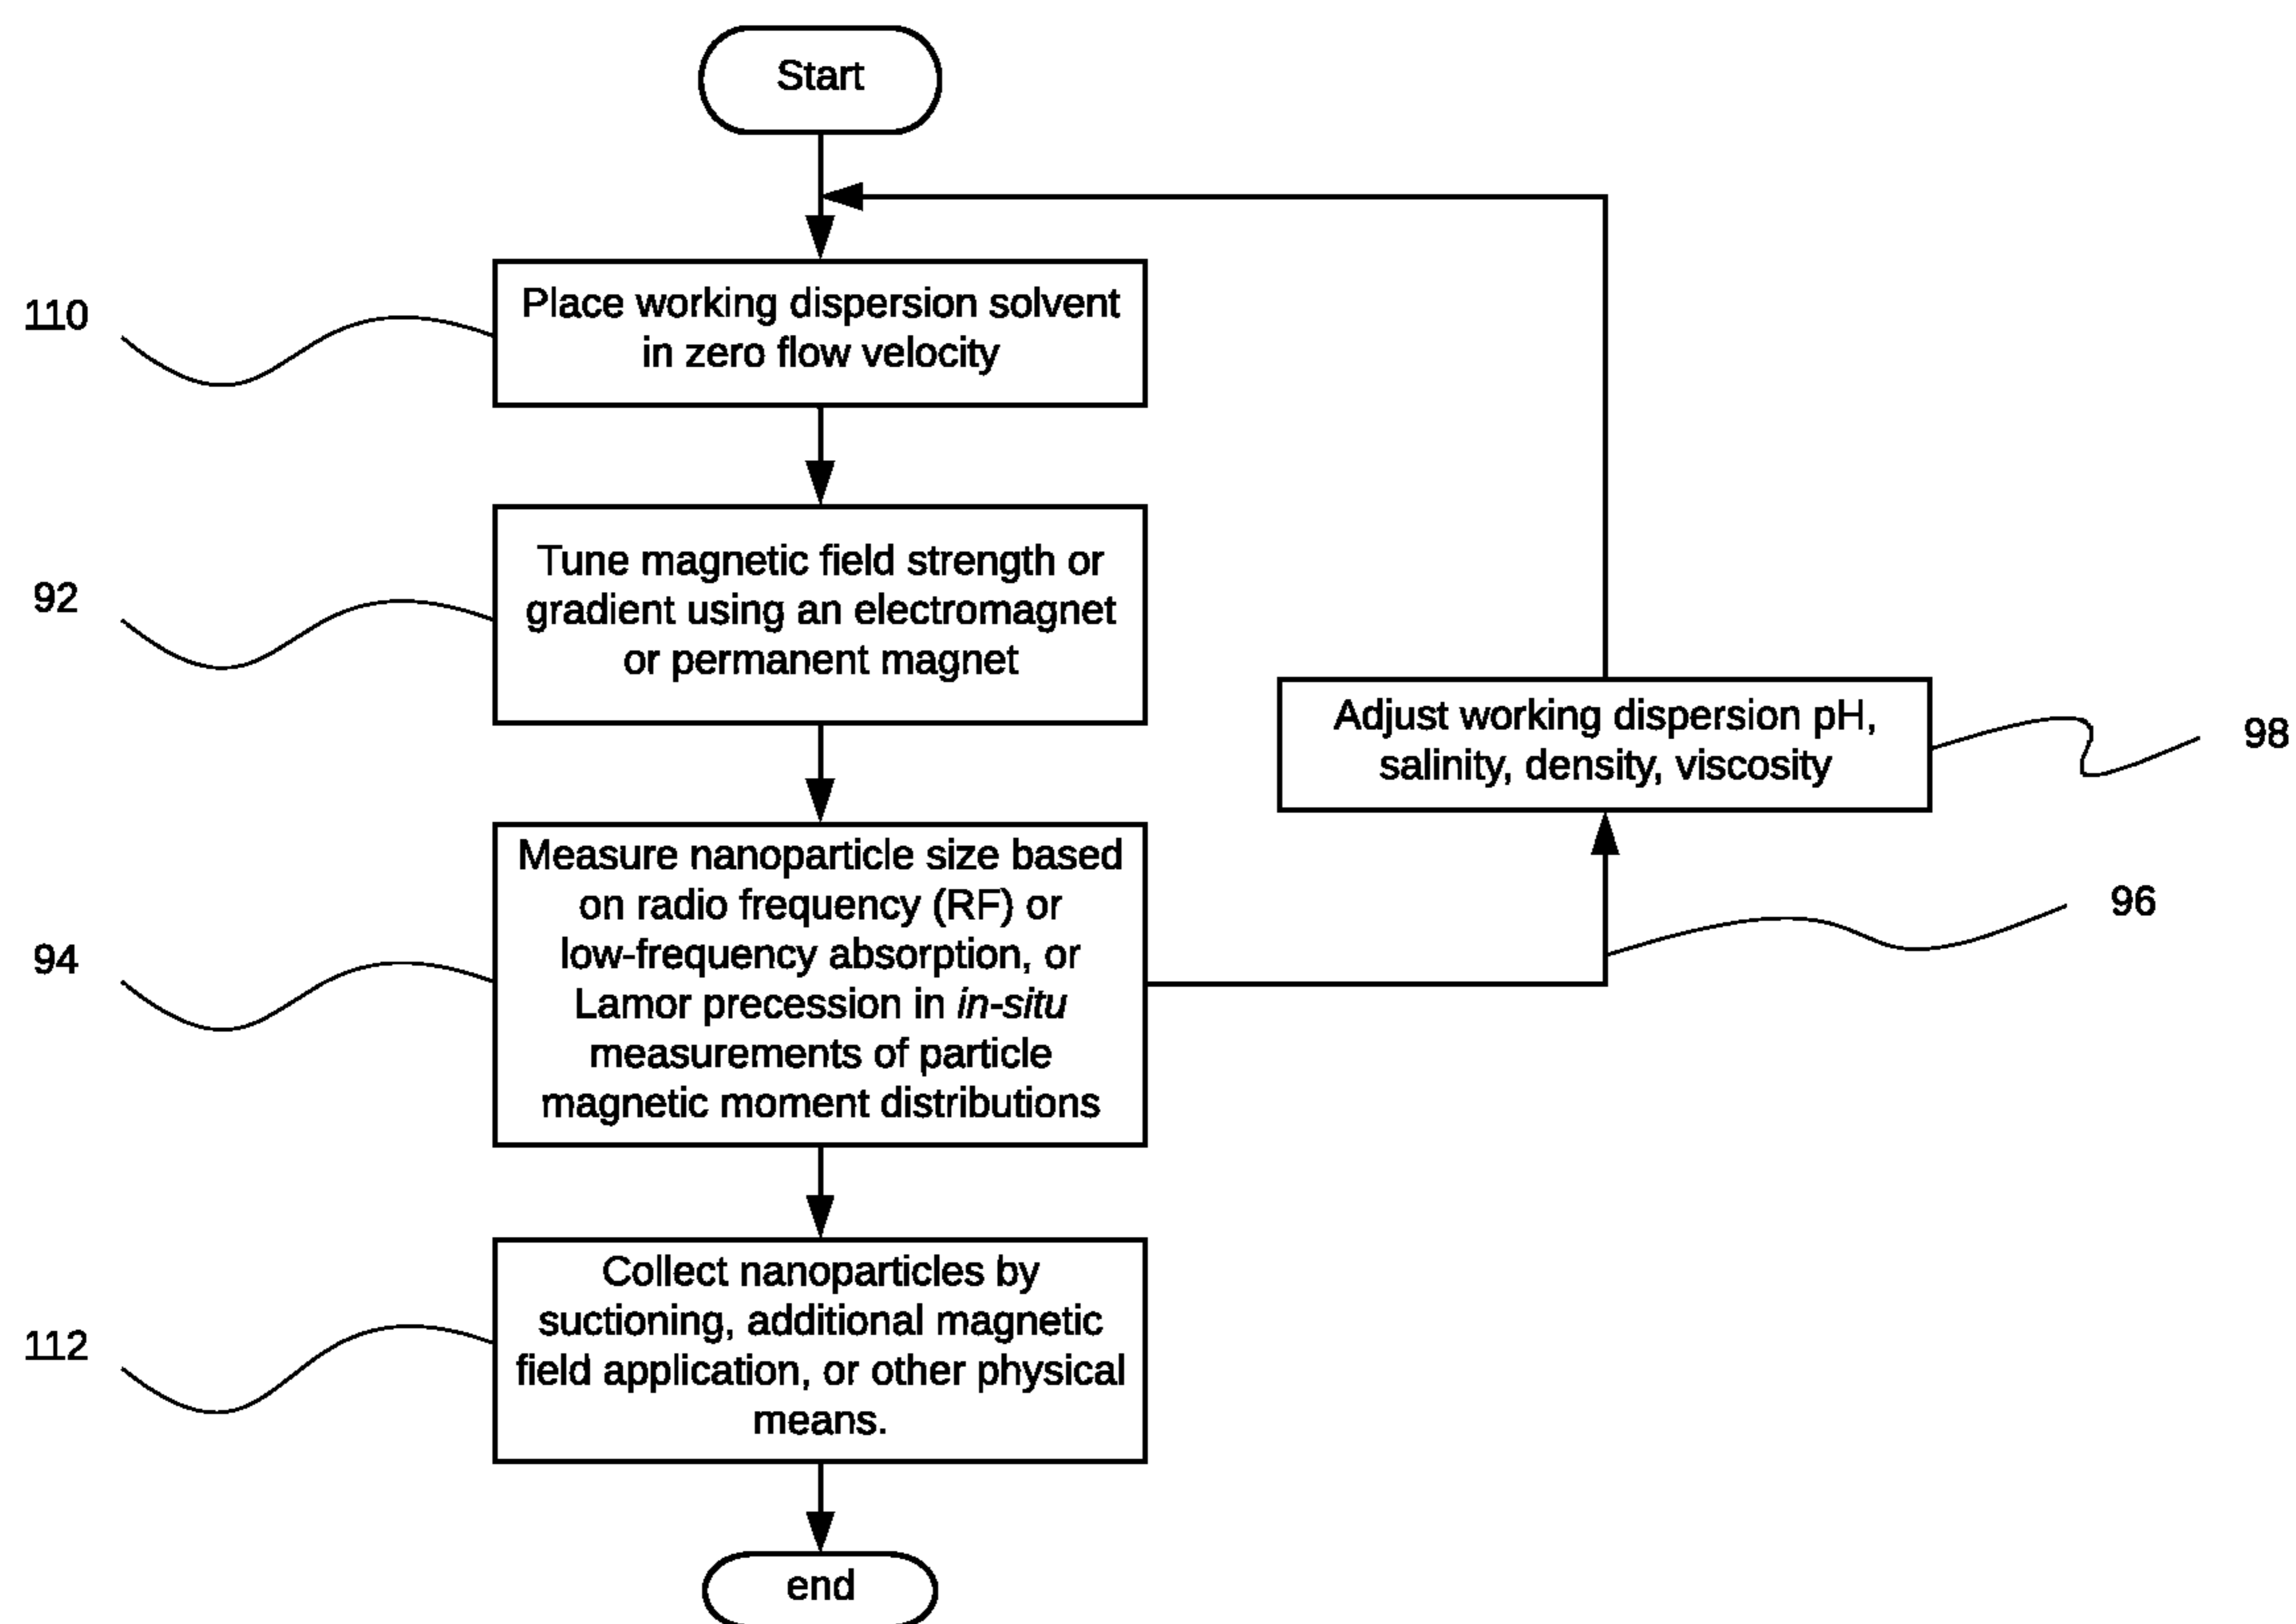 Start
110
Place working dispersion solvent
in zero flow velocity
92
Tune magnetic field strength or
gradient using an electromagnet
or permanent magnet
Adjust working dispersion pH,
salinity, density, viscosity
98
94
Measure nanoparticle size based
on radio frequency (RF) or
low-frequency absorption, or
Lamor precession in in-situ
measurements of particle
magnetic moment distributions
96
112
Collect nanoparticles by
suctioning, additional magnetic
field application, or other physical
means.
end